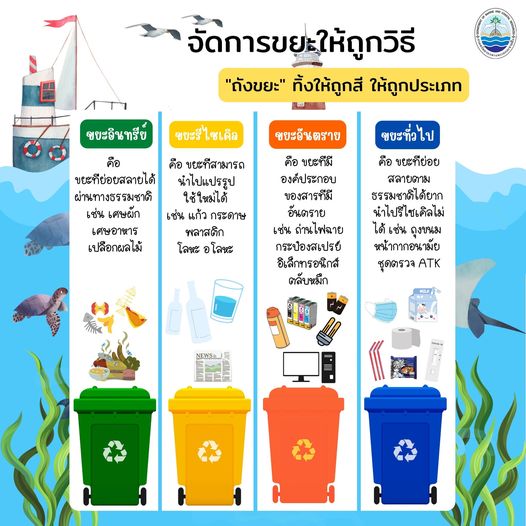 จัดการขยะให้ถูกวิธี
"ถังขยะ" ทิ้งให้ถูกสี ให้ถูกประเภท
ขยะอินทรีย์
คือ
ขยะที่ย่อยสลายได้
ผ่านทางธรรมชาติ
เช่น เศษผัก
เศษอาหาร
เปลือกผลไม้
ขยะรีไซเคิล
คือ ขยะที่สามารถ
นำไปแปรรูป
ใช้ใหม่ได้
เช่น แก้ว กระดาษ
พลาสติก
โลหะ อโลหะ
NEWS
ขยะอันตราย
คือ ขยะที่มี
องค์ประกอบ
ของสารที่มี
อันตราย
เช่น ถ่านไฟฉาย
กระป๋องสเปรย์
อิเล็กทรอนิกส์
ตลับหมึก
ขยะทั่วไป
คือ ขยะที่ย่อย
สลายตาม
ธรรมชาติได้ยาก
นำไปรีไซเคิลไม่
ได้ เช่น ถุงขนม
หน้ากากอนามัย
ชุดตรวจ ATK
MILK